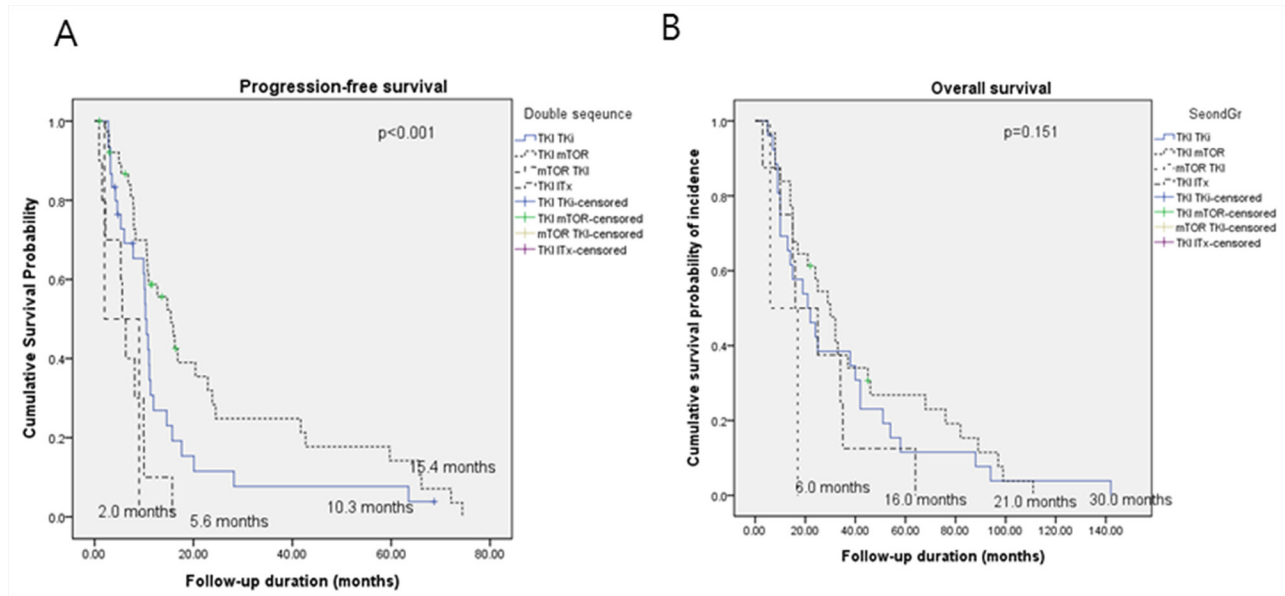 A
Progression-free survival
Cumulative Survival Probability
1.0
0.8
0.6
0.4
0.2
0.0
p<0.001
15.4 months
10.3 months
2.0 months
5.6 months
0.00
20.00
40.00
60.00
80.00
Follow-up duration (months)
Double seqeunce
TKI TKi
TKI mTOR
mTOR TKI
TKI ITx
TKI TKi-censored
TKI mTOR-censored
mTOR TKI-censored
TKI ITx-censored
B
Overall survival
Cumulative survival probability of incidence
1.0
0.8
0.6
0.4
0.2
0.0
p=0.151
6.0 months
16.0 months
21.0 months
30.0 months
0.00
20.00
40.00
60.00
80.00
100.00
120.00
140.00
Follow-up duration (months)
SeondGr
TKI TKi
TKI mTOR
mTOR TKI
TKI ITx
TKI TKi-censored
TKI mTOR-censored
mTOR TKI-censored
TKI ITx-censored